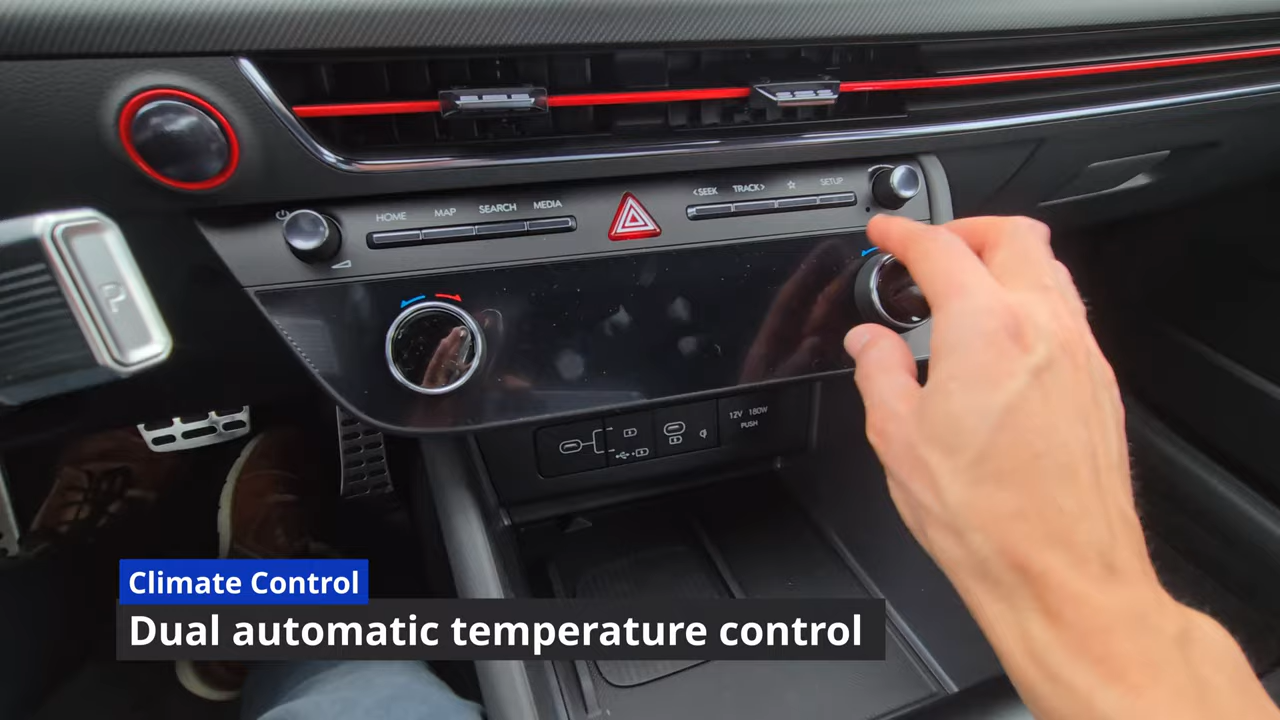 HOME MAP SEARCH MEDIA
<SEEK TRACK> ☆ SETUP
P
12V 180W
PUSH
Climate Control
Dual automatic temperature control